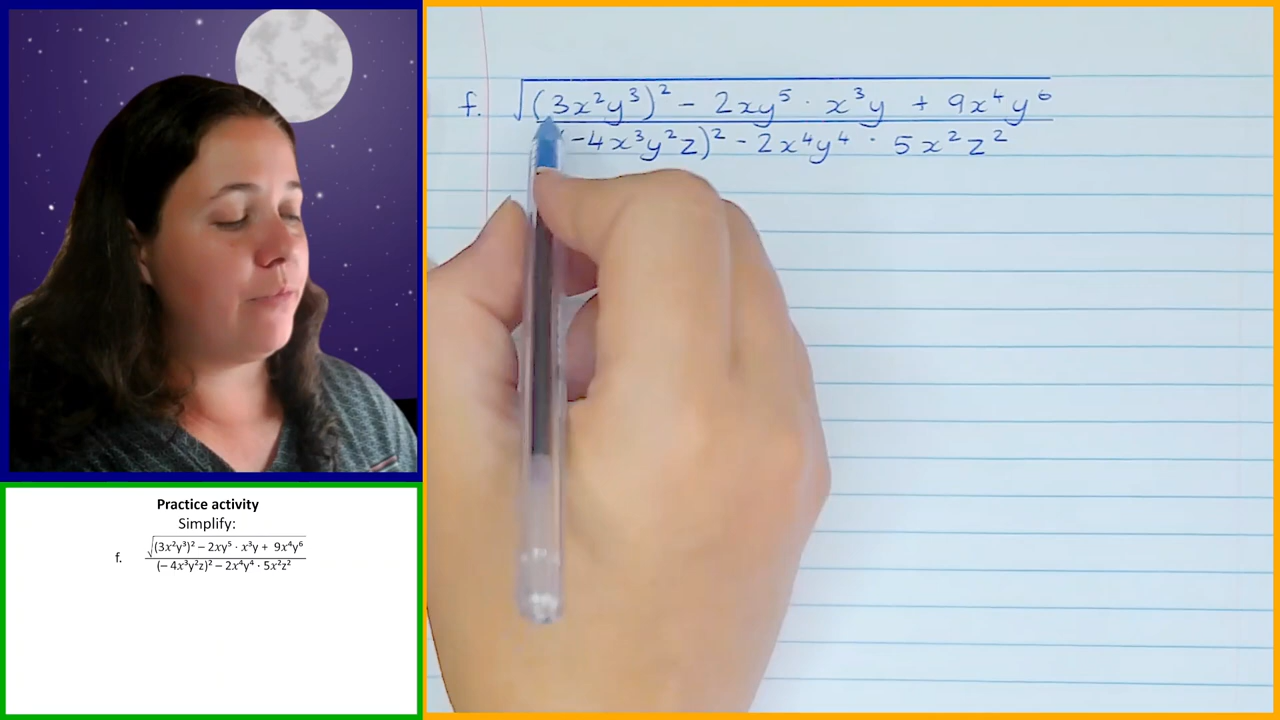 f. √(3x²y³)² - 2xy⁵ · x³y + 9x⁴y⁶
(-4x³y²z)² - 2x⁴y⁴ · 5x²z²
Practice activity
Simplify:
f.
√(3x²y³)² – 2xy⁵ · x³y + 9x⁴y⁶
(– 4x³y²z)² – 2x⁴y⁴ · 5x²z²